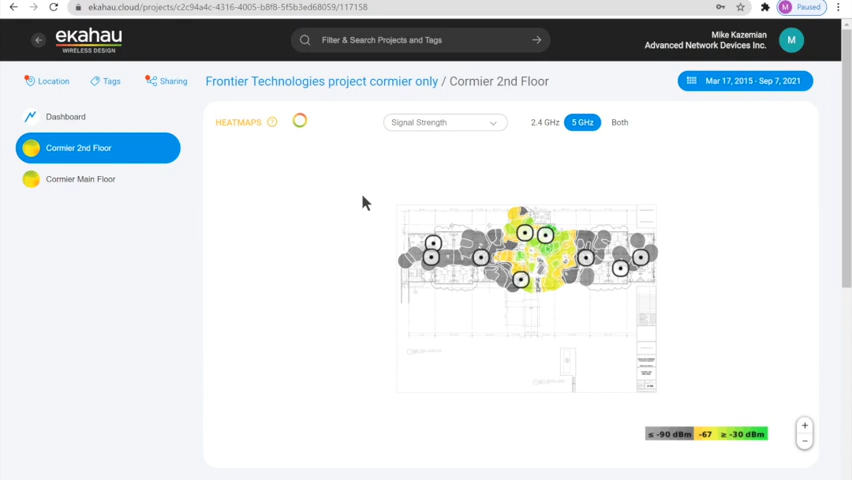 ekahau.cloud/projects/c2c94a4c-4316-4005-b8f8-5f5b3ed68059/117158
M Paused
ekahau
WIRELESS DESIGN
Filter & Search Projects and Tags
Mike Kazemian
Advanced Network Devices Inc.
M
Location Tags Sharing
Frontier Technologies project cormier only / Cormier 2nd Floor
Mar 17, 2015 - Sep 7, 2021
Dashboard
Cormier 2nd Floor
Cormier Main Floor
HEATMAPS ?
Signal Strength
2.4 GHz 5 GHz Both
≤ -90 dBm -67 ≥ -30 dBm
+
-